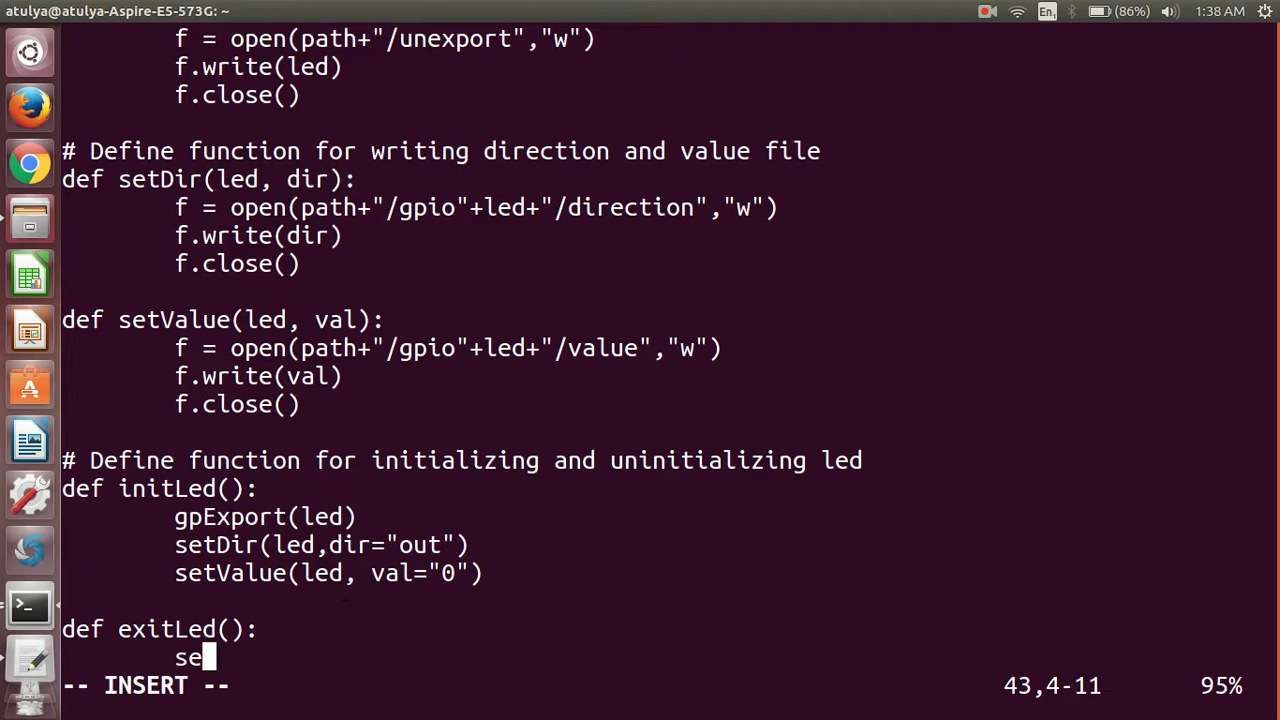 atulya@atulya-Aspire-E5-573G: ~
En1
(86%)
1:38 AM
f = open(path+"/unexport","w")
f.write(led)
f.close()
# Define function for writing direction and value file
def setDir(led, dir):
f = open(path+"/gpio"+led+"/direction","w")
f.write(dir)
f.close()
def setValue(led, val):
f = open(path+"/gpio"+led+"/value","w")
f.write(val)
f.close()
# Define function for initializing and uninitializing led
def initLed():
gpExport(led)
setDir(led,dir="out")
setValue(led, val="0")
def exitLed():
se
-- INSERT --
43,4-11
95%